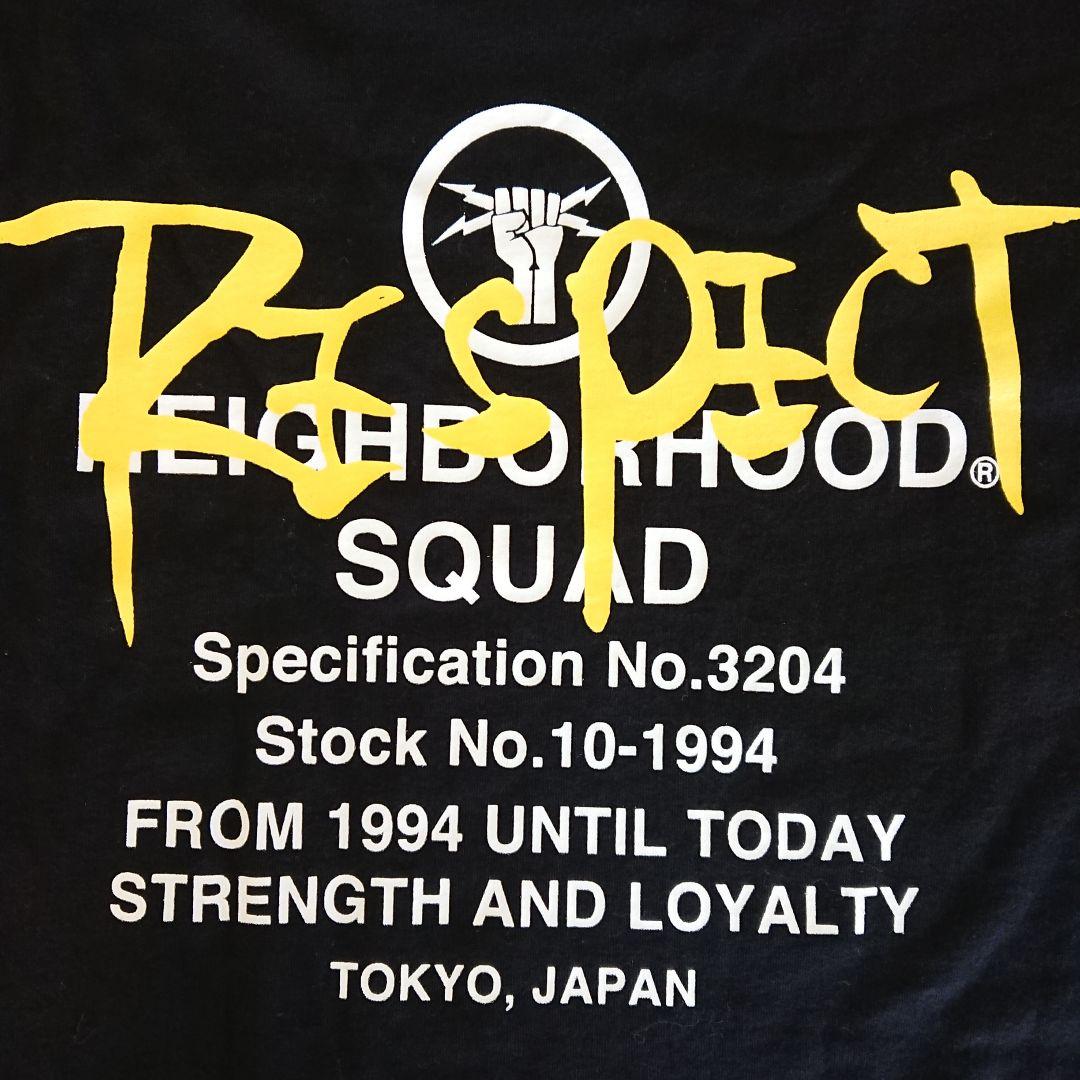 RESPECT
NEIGHBORHOOD®
SQUAD
Specification No.3204
Stock No.10-1994
FROM 1994 UNTIL TODAY
STRENGTH AND LOYALTY
TOKYO, JAPAN